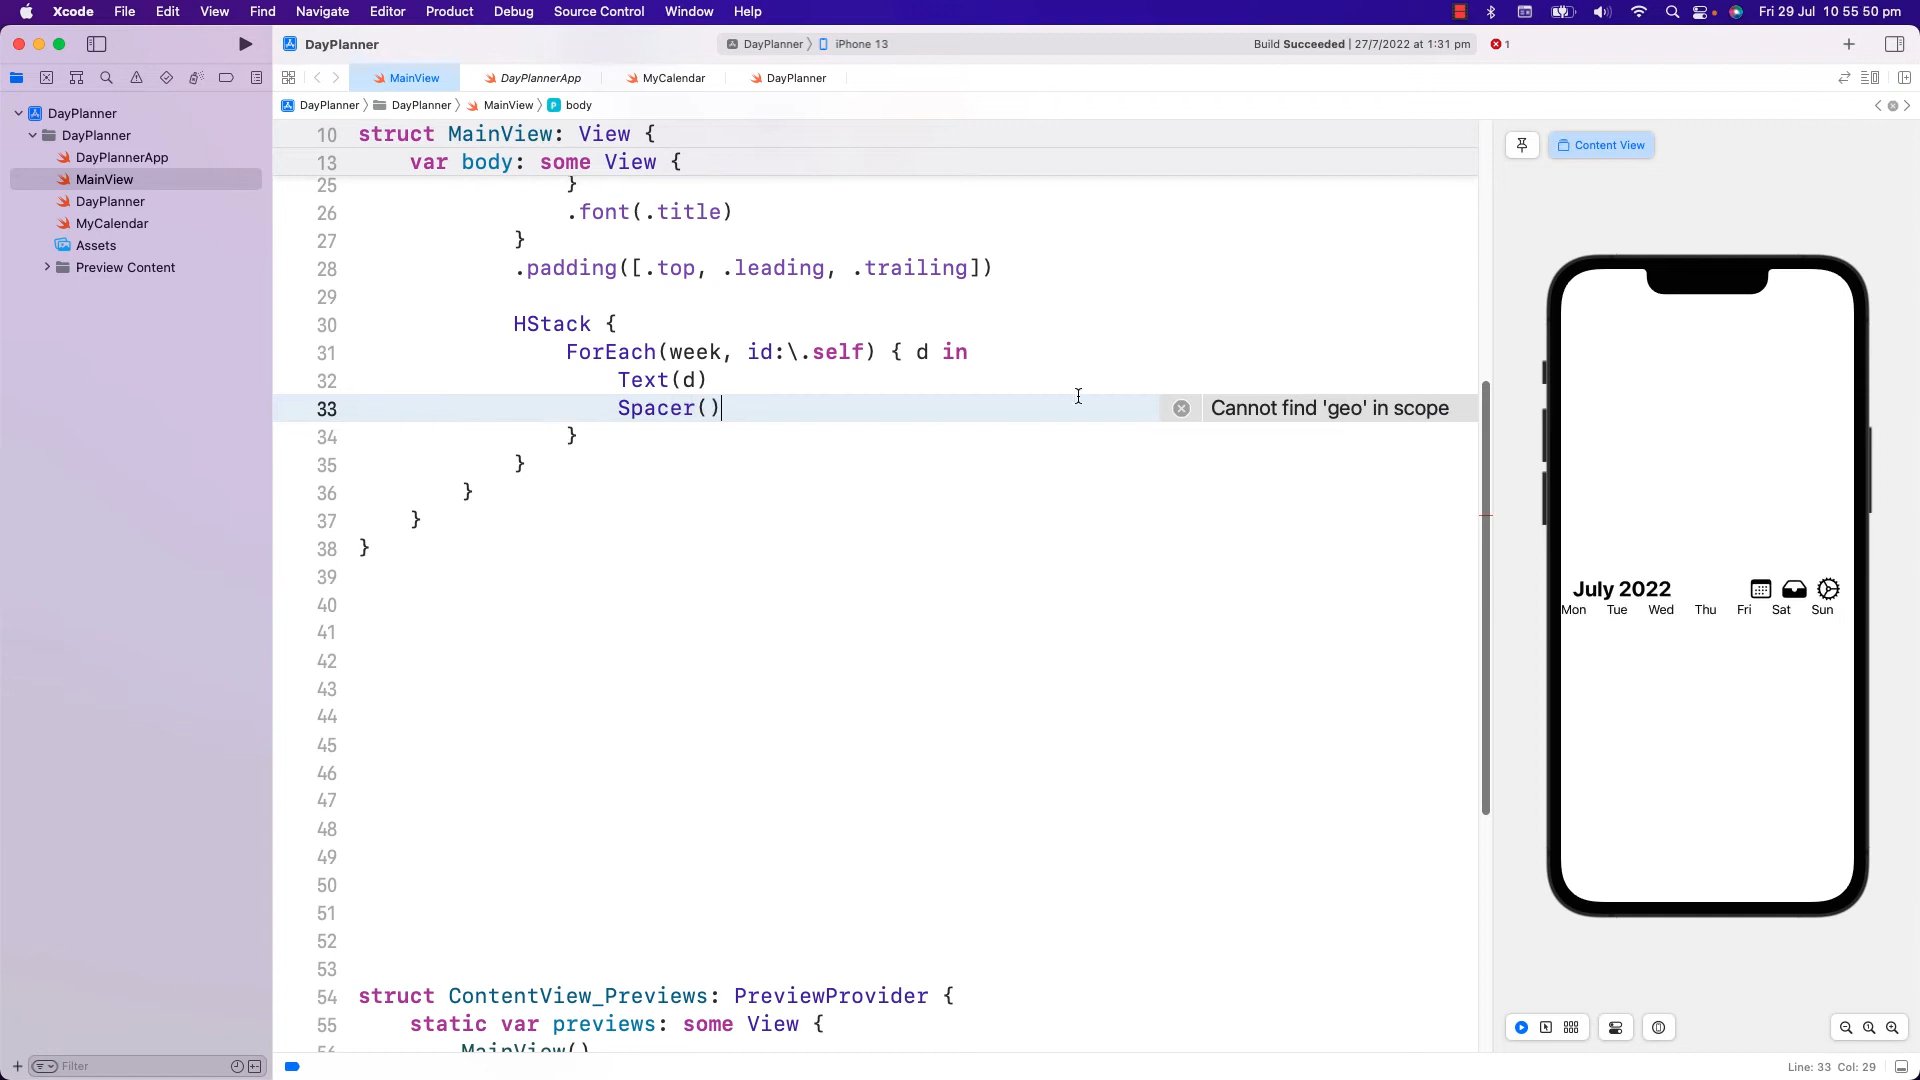 Xcode File Edit View Find Navigate Editor Product Debug Source Control Window Help Fri 29 Jul 10 55 50 pm
DayPlanner DayPlanner iPhone 13 Build Succeeded | 27/7/2022 at 1:31 pm 1
MainView DayPlannerApp MyCalendar DayPlanner
DayPlanner DayPlanner MainView P body
DayPlanner
DayPlanner
DayPlannerApp
MainView
DayPlanner
MyCalendar
Assets
Preview Content
10 struct MainView: View {
13 var body: some View {
25 }
26 .font(.title)
27 }
28 .padding([.top, .leading, .trailing])
29
30 HStack {
31 ForEach(week, id:\.self) { d in
32 Text(d)
33 Spacer() Cannot find 'geo' in scope
34 }
35 }
36 }
37 }
38 }
39
40
41
42
43
44
45
46
47
48
49
50
51
52
53
54 struct ContentView_Previews: PreviewProvider {
55 static var previews: some View {
56 MainView()
Content View
July 2022
Mon Tue Wed Thu Fri Sat Sun
Filter
Line: 33 Col: 29